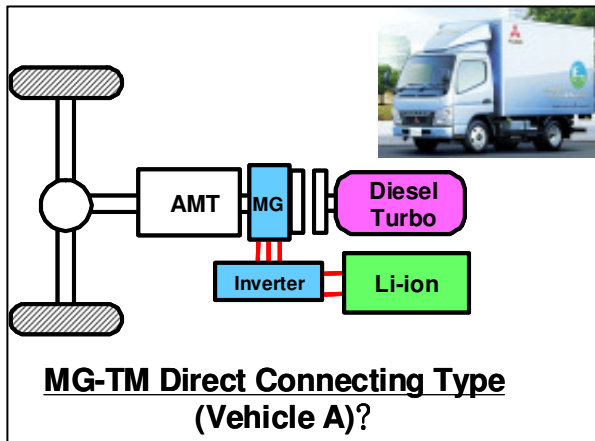 AMT
MG
Diesel
Turbo
Inverter
Li-ion
MG-TM Direct Connecting Type
(Vehicle A)?